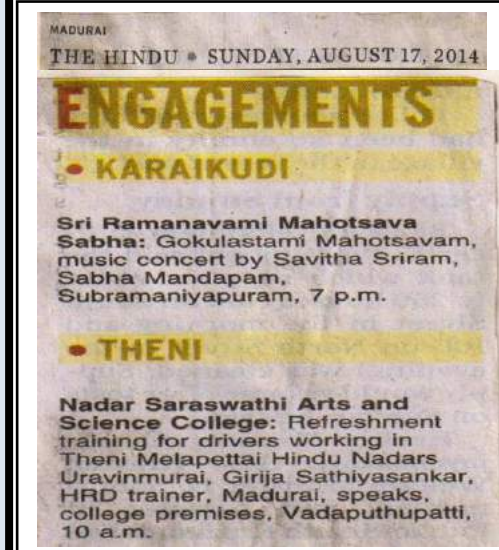 MADURAI
THE HINDU • SUNDAY, AUGUST 17, 2014
ENGAGEMENTS
• KARAIKUDI
Sri Ramanavami Mahotsava
Sabha: Gokulastami Mahotsavam,
music concert by Savitha Sriram,
Sabha Mandapam,
Subramaniyapuram, 7 p.m.
• THENI
Nadar Saraswathi Arts and
Science College: Refreshment
training for drivers working in
Theni Melapettai Hindu Nadars
Uravinmurai, Girija Sathiyasankar,
HRD trainer, Madurai, speaks,
college premises, Vadaputhupatti,
10 a.m.